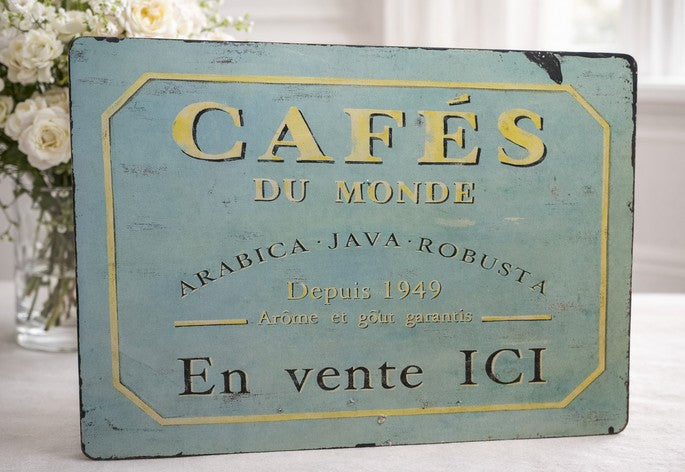 CAFÉS
DU MONDE
ARABICA · JAVA · ROBUSTA
Depuis 1949
Arôme et goût garantis
En vente ICI